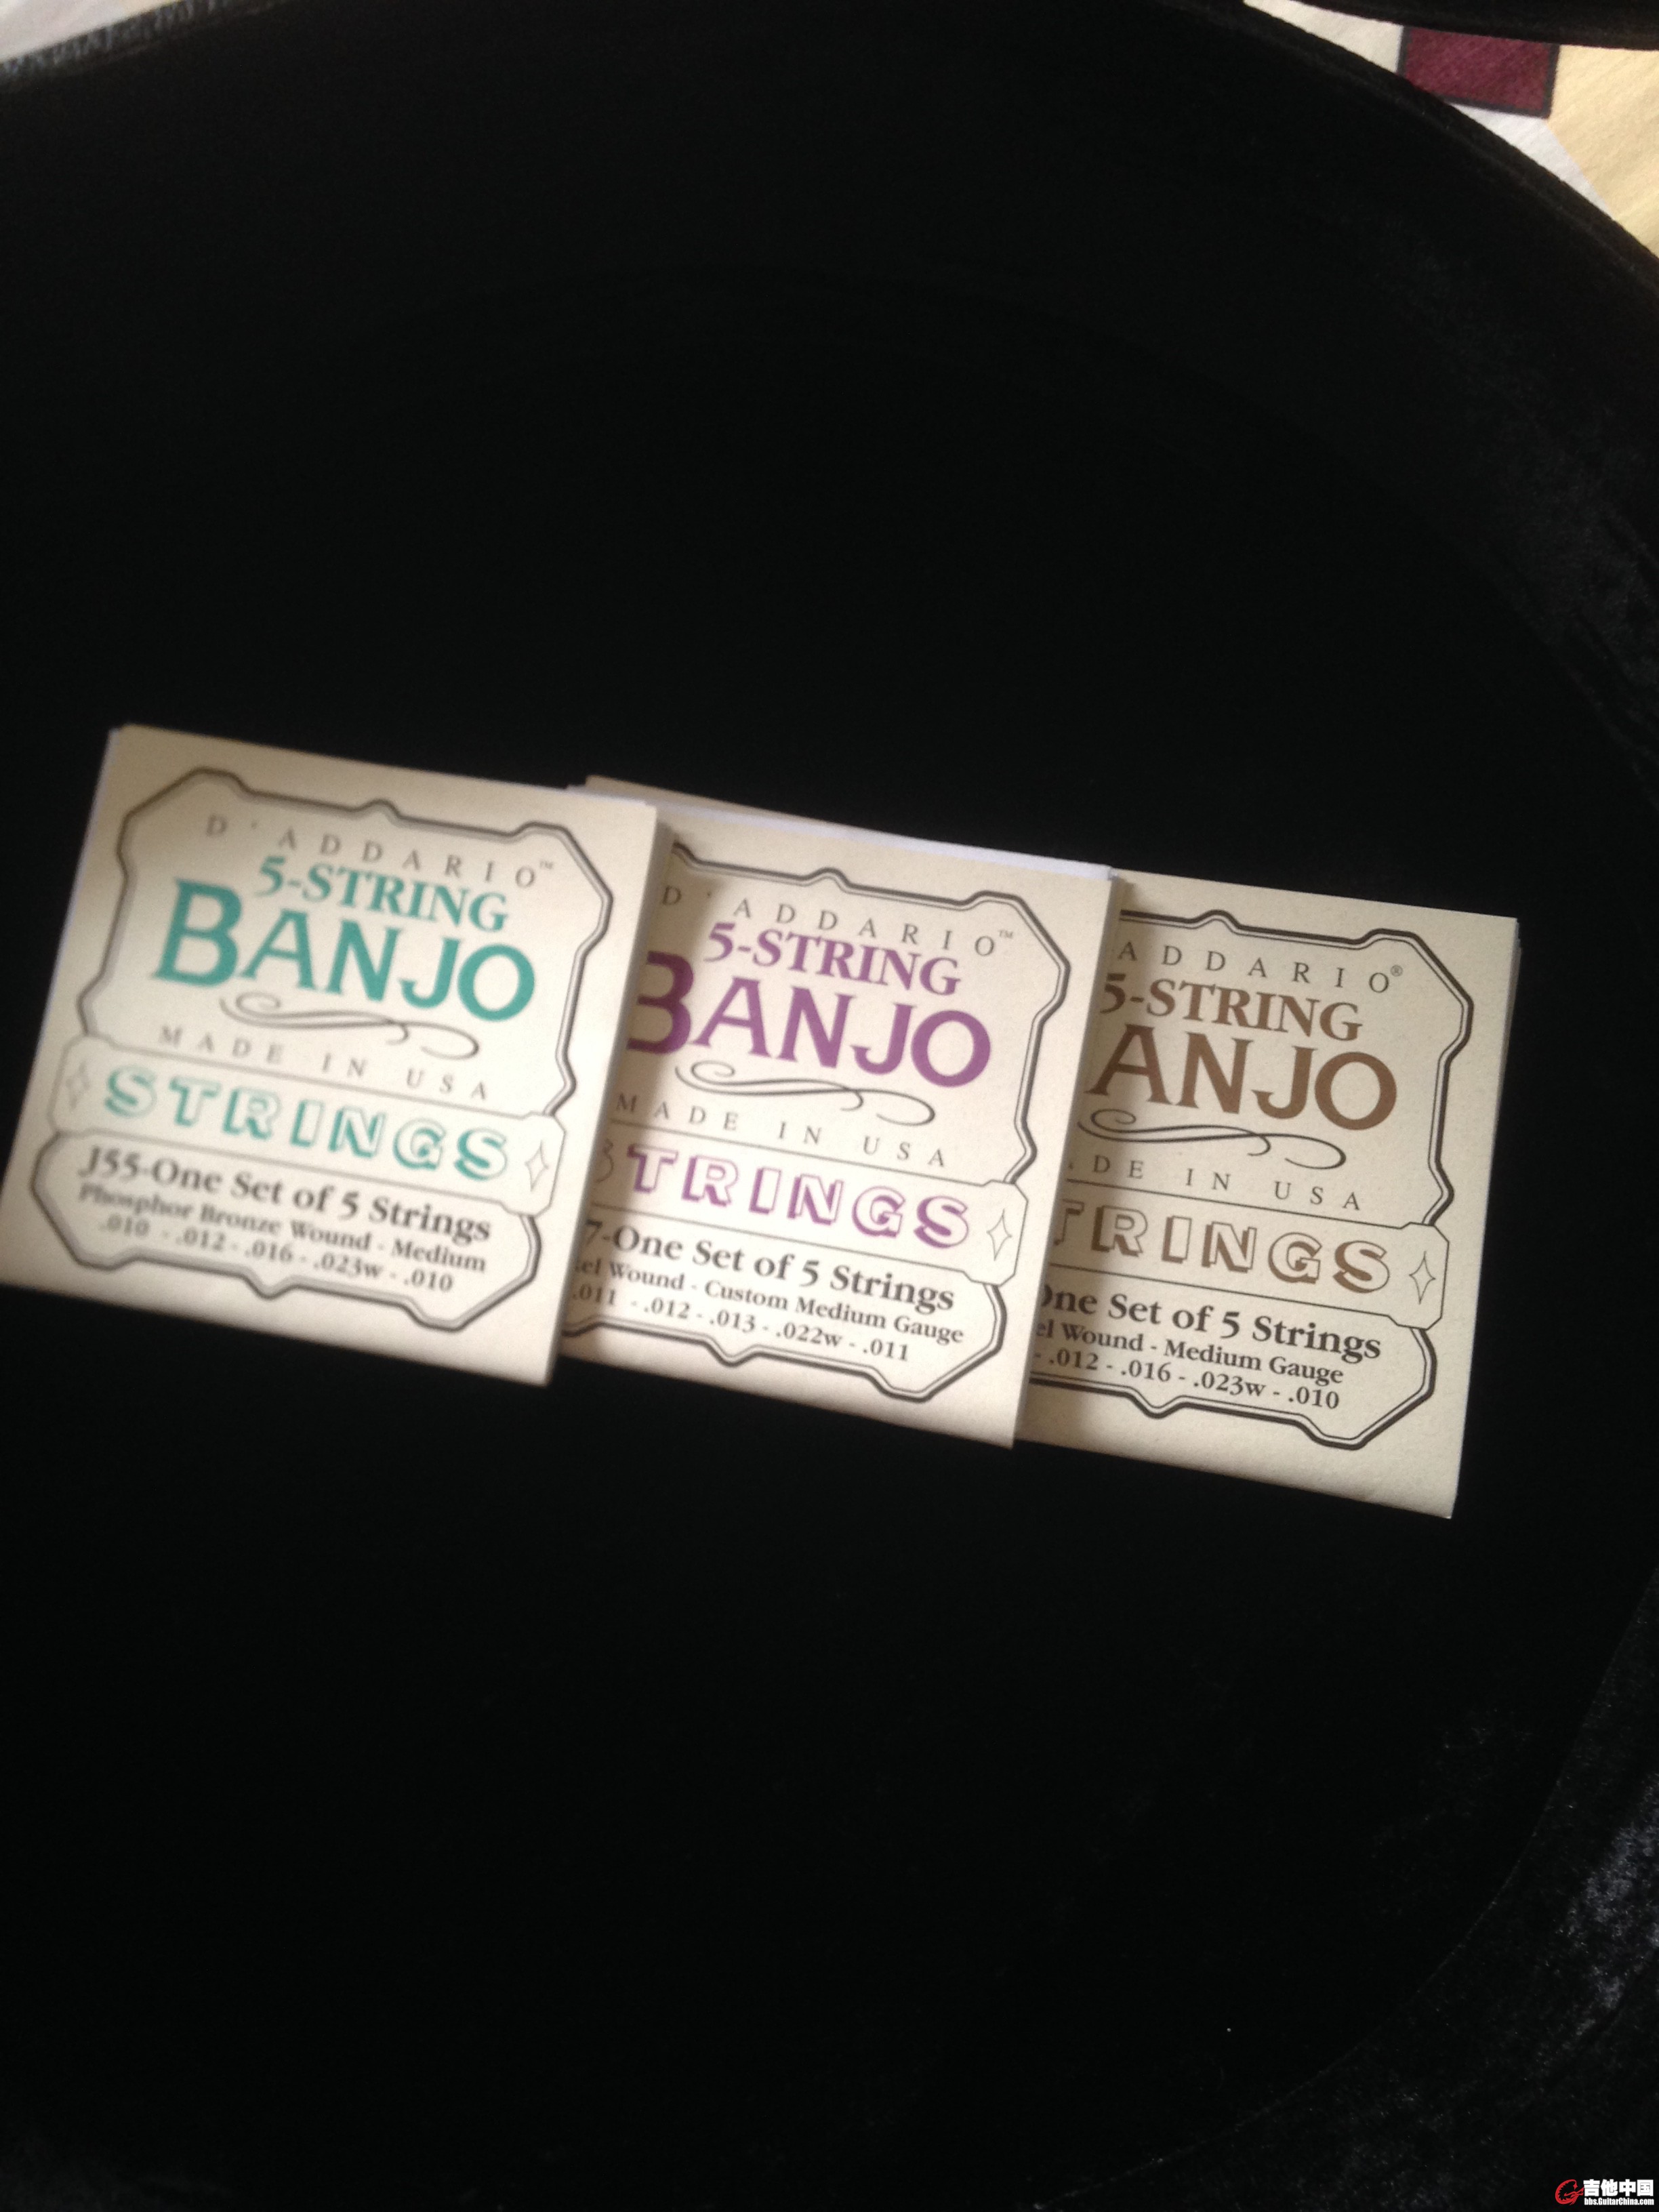 D'ADDARIO™
5-STRING
BANJO
MADE IN USA
STRINGS
J55-One Set of 5 Strings
Phosphor Bronze Wound - Medium
.010 - .012 - .016 - .023w - .010
D'ADDARIO™
5-STRING
BANJO
MADE IN USA
STRINGS
7-One Set of 5 Strings
el Wound - Custom Medium Gauge
.011 - .012 - .013 - .022w - .011
ADDARIO®
5-STRING
ANJO
DE IN USA
TRINGS
One Set of 5 Strings
el Wound - Medium Gauge
- .012 - .016 - .023w - .010
吉他中国
bbs.GuitarChina.com